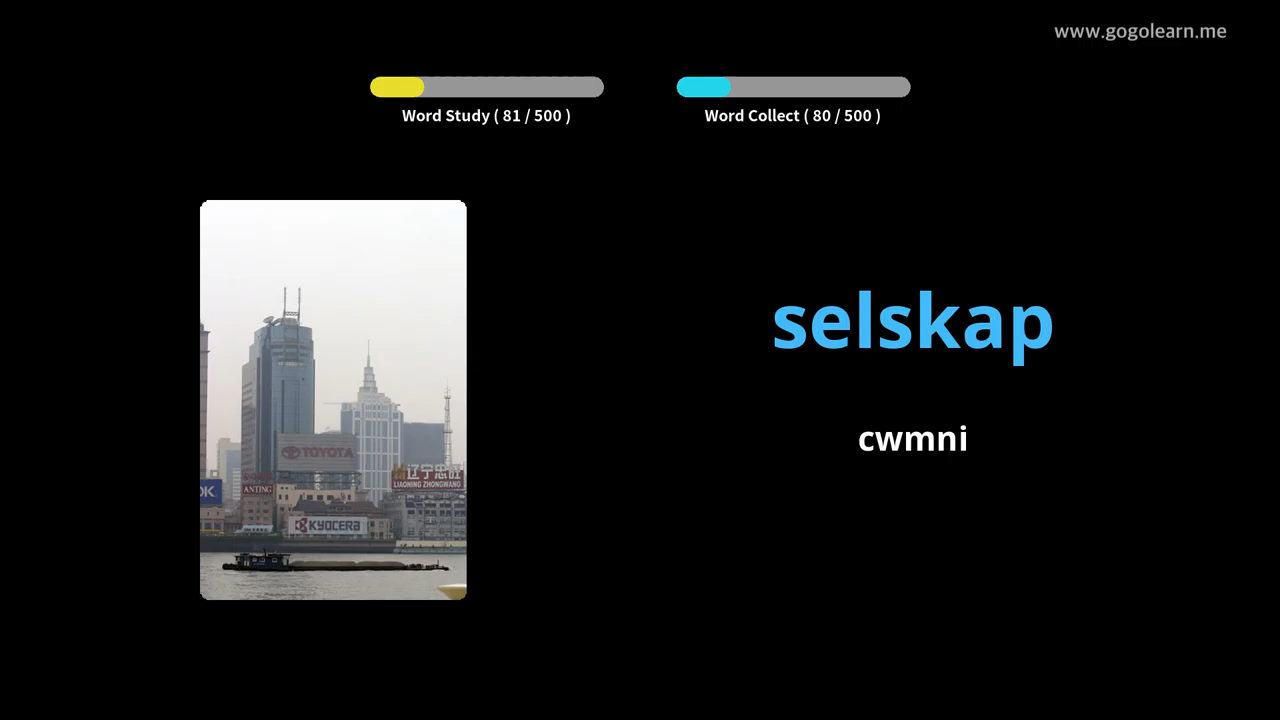 www.gogolearn.me
Word Study ( 81 / 500 )
Word Collect ( 80 / 500 )
selskap
cwmni
TOYOTA
辽宁忠旺
LIAONING ZHONGWANG
OK
ANTING
KYOCERA